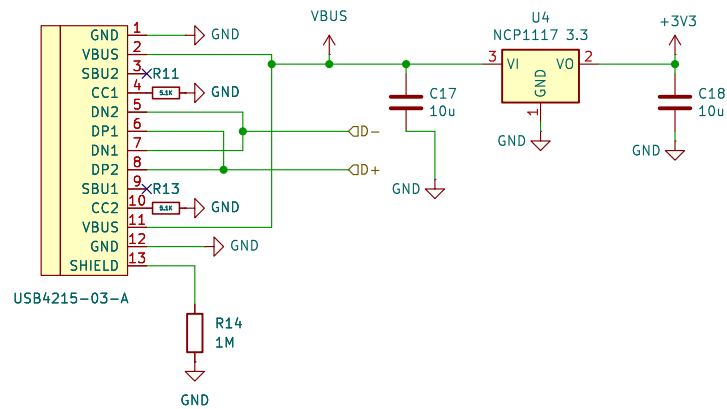 VBUS
U4
NCP1117 3.3
+3V3
GND 1 GND
VBUS 2
SBU2 3 R11
CC1 4 5.1K GND
DN2 5
DP1 6 D-
DN1 7
DP2 8 D+
SBU1 9 R13
CC2 10 5.1K GND
VBUS 11
GND 12 GND
SHIELD 13
USB4215-03-A
R14
1M
GND
C17
10u
GND
3 VI VO 2
GND
1
GND
C18
10u
GND